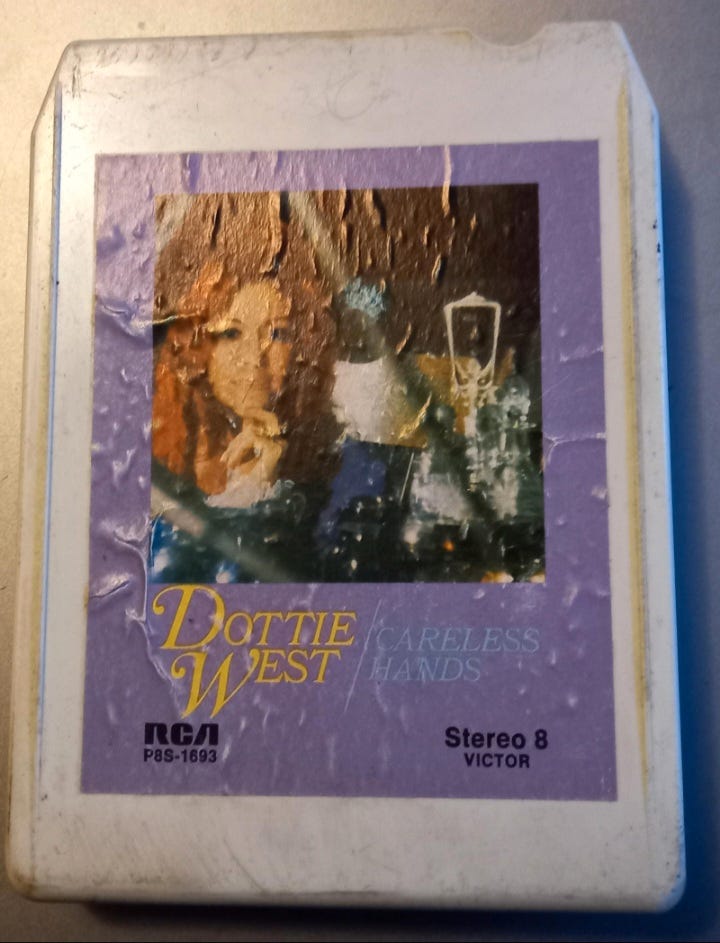 DOTTIE / CARELESS
WEST HANDS
RCA Stereo 8
P8S-1693 VICTOR